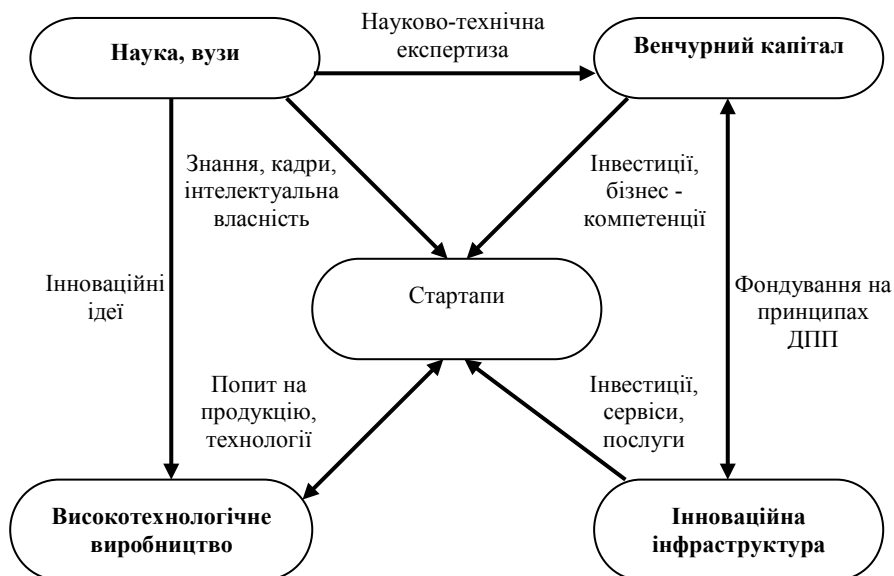 Науково-технічна
експертиза
Наука, вузи
Венчурний капітал
Знання, кадри,
інтелектуальна
власність
Інвестиції,
бізнес -
компетенції
Інноваційні
ідеї
Стартапи
Фондування на
принципах
ДПП
Попит на
продукцію,
технології
Інвестиції,
сервіси,
послуги
Високотехнологічне
виробництво
Інноваційна
інфраструктура